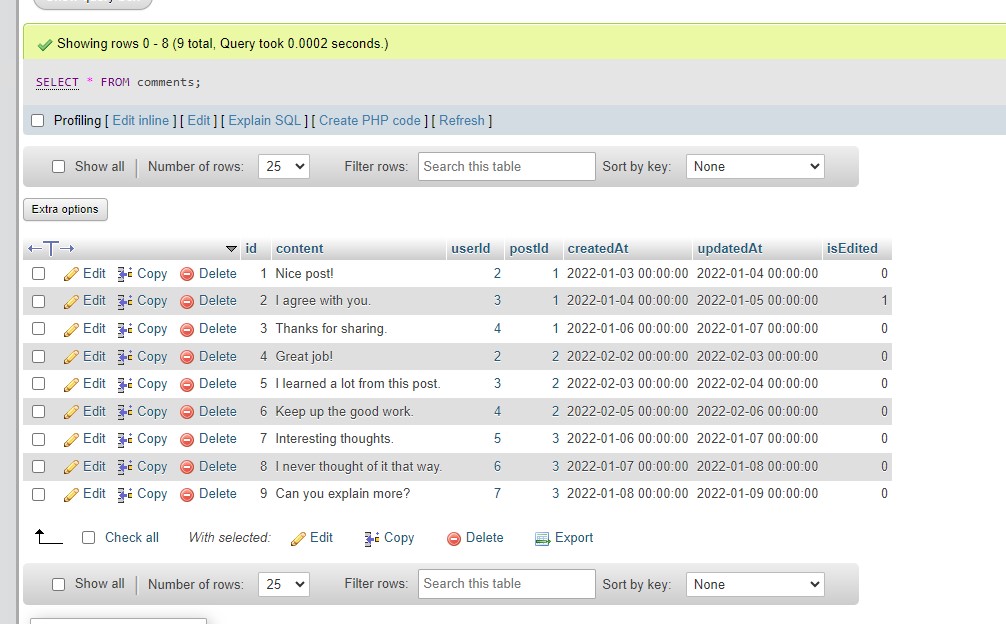 Showing rows 0 - 8 (9 total, Query took 0.0002 seconds.)
SELECT * FROM comments;
Profiling [ Edit inline ] [ Edit ] [ Explain SQL ] [ Create PHP code ] [ Refresh ]
Show all Number of rows: 25 Filter rows: Search this table Sort by key: None
Extra options
id content userId postId createdAt updatedAt isEdited
Edit Copy Delete 1 Nice post! 2 1 2022-01-03 00:00:00 2022-01-04 00:00:00 0
Edit Copy Delete 2 I agree with you. 3 1 2022-01-04 00:00:00 2022-01-05 00:00:00 1
Edit Copy Delete 3 Thanks for sharing. 4 1 2022-01-06 00:00:00 2022-01-07 00:00:00 0
Edit Copy Delete 4 Great job! 2 2 2022-02-02 00:00:00 2022-02-03 00:00:00 0
Edit Copy Delete 5 I learned a lot from this post. 3 2 2022-02-03 00:00:00 2022-02-04 00:00:00 0
Edit Copy Delete 6 Keep up the good work. 4 2 2022-02-05 00:00:00 2022-02-06 00:00:00 0
Edit Copy Delete 7 Interesting thoughts. 5 3 2022-01-06 00:00:00 2022-01-07 00:00:00 0
Edit Copy Delete 8 I never thought of it that way. 6 3 2022-01-07 00:00:00 2022-01-08 00:00:00 0
Edit Copy Delete 9 Can you explain more? 7 3 2022-01-08 00:00:00 2022-01-09 00:00:00 0
Check all With selected: Edit Copy Delete Export
Show all Number of rows: 25 Filter rows: Search this table Sort by key: None